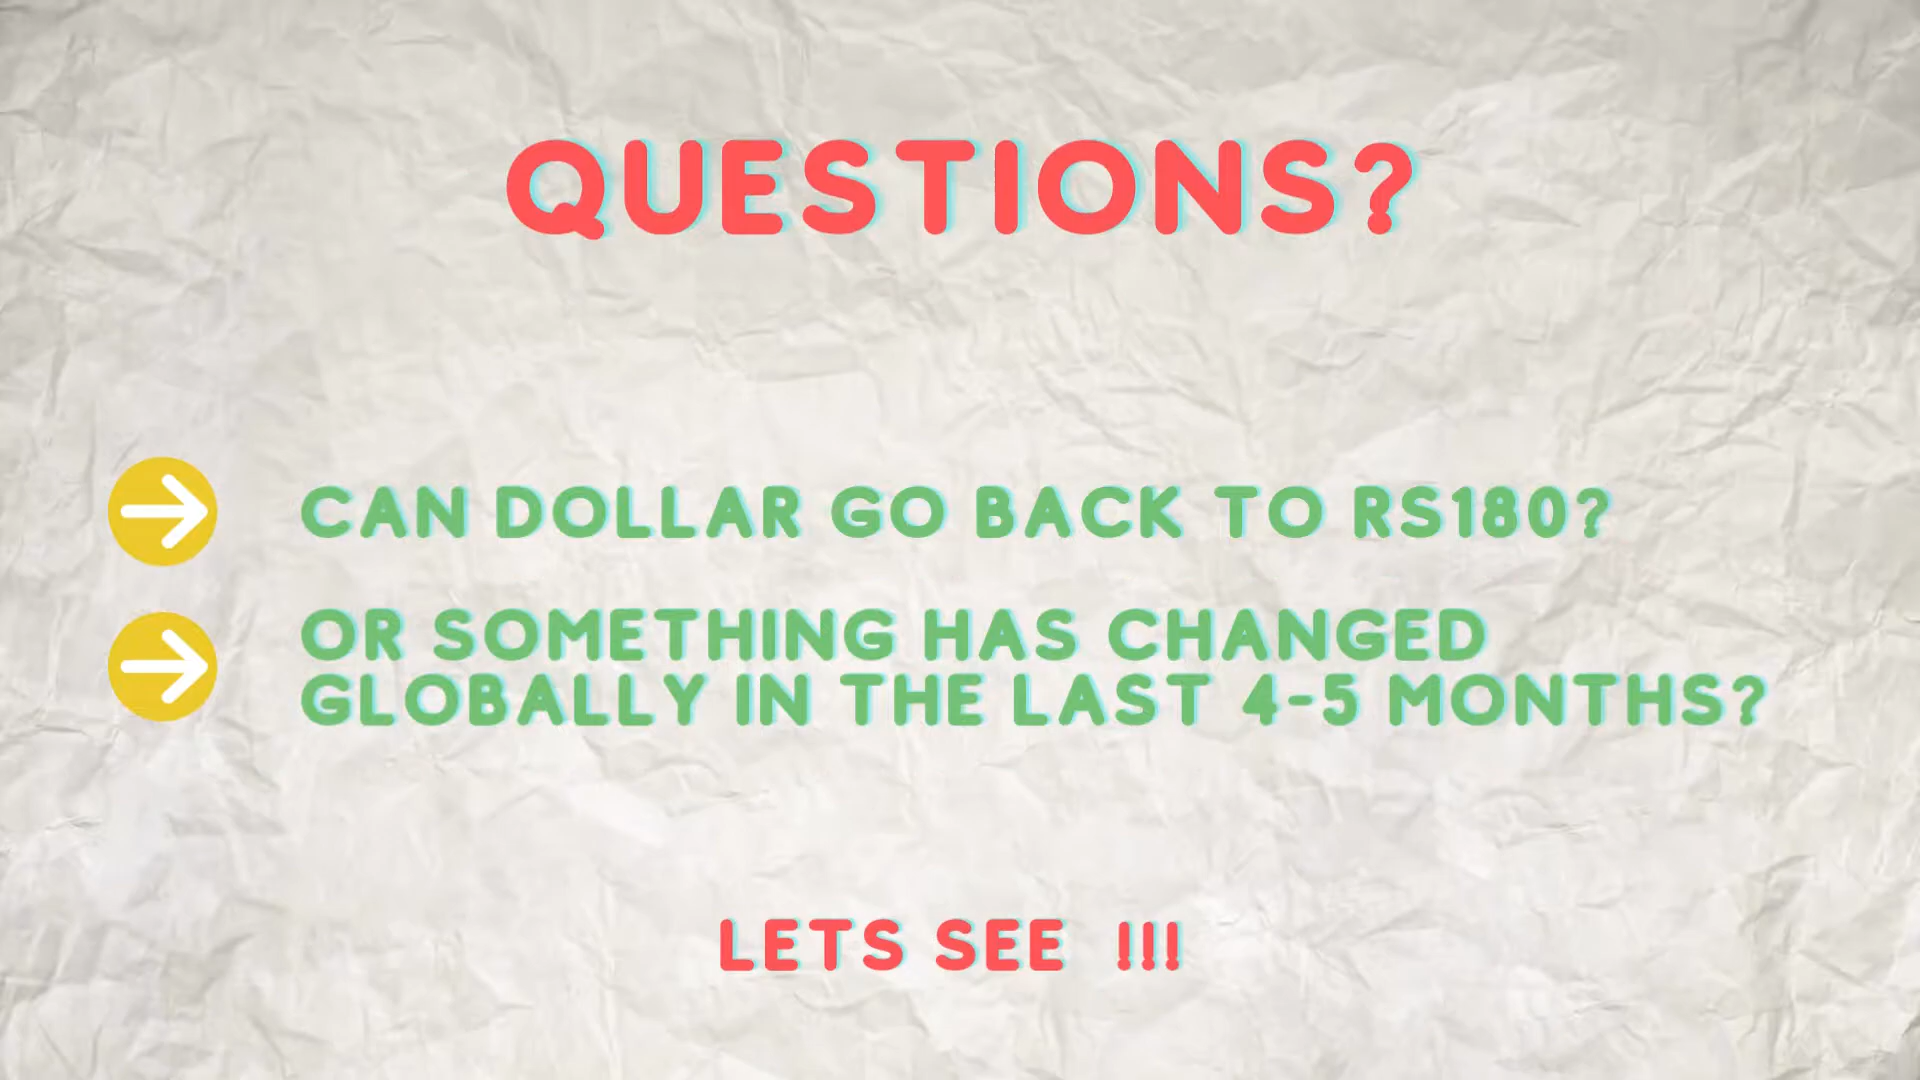 QUESTIONS?
CAN DOLLAR GO BACK TO RS180?
OR SOMETHING HAS CHANGED
GLOBALLY IN THE LAST 4-5 MONTHS?
LETS SEE !!!